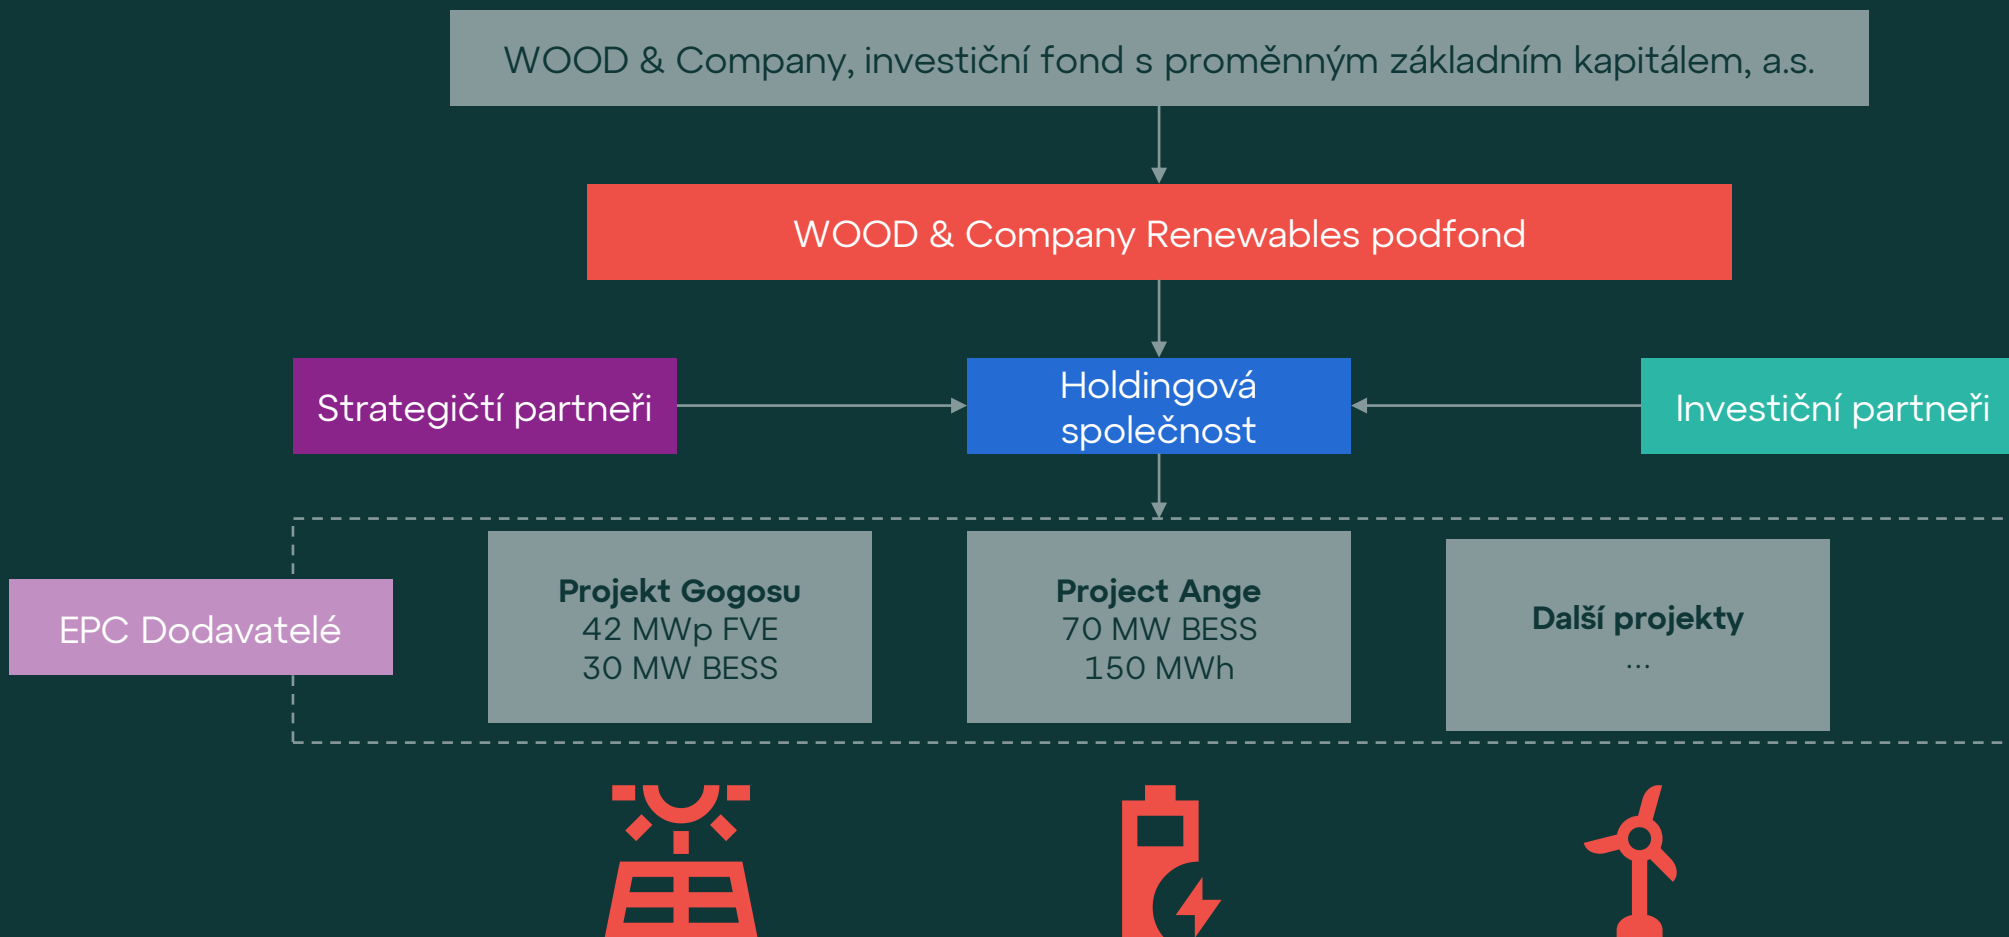 WOOD & Company, investiční fond s proměnným základním kapitálem, a.s.
WOOD & Company Renewables podfond
Strategičtí partneři
Holdingová
společnost
Investiční partneři
EPC Dodavatelé
Projekt Gogosu
42 MWp FVE
30 MW BESS
Project Ange
70 MW BESS
150 MWh
Další projekty
...